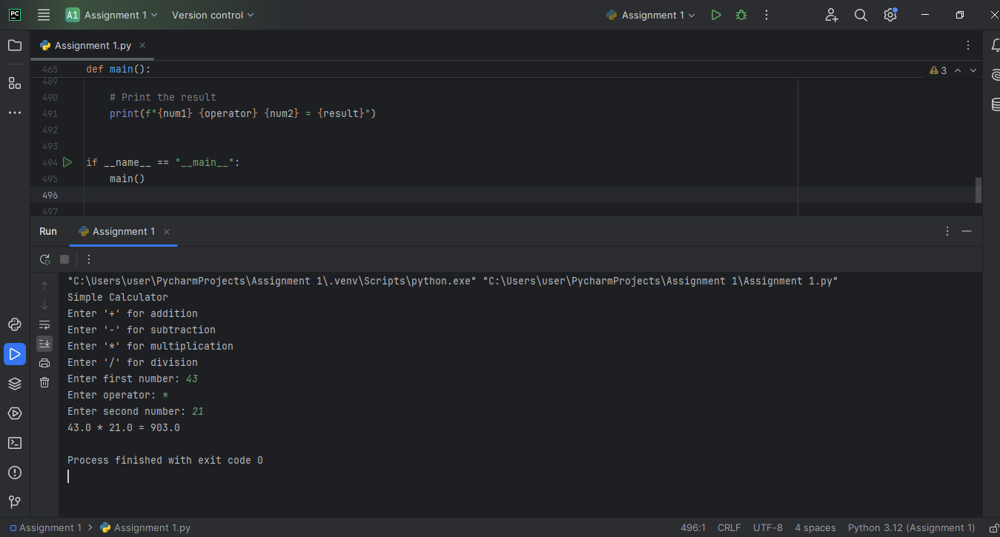 PC A1 Assignment 1 Version control Assignment 1
Assignment 1.py
465 def main():
3
489
490 # Print the result
491 print(f"{num1} {operator} {num2} = {result}")
492
493
494 if __name__ == "__main__":
495 main()
496
497
Run Assignment 1
"C:\Users\user\PycharmProjects\Assignment 1\.venv\Scripts\python.exe" "C:\Users\user\PycharmProjects\Assignment 1\Assignment 1.py"
Simple Calculator
Enter '+' for addition
Enter '-' for subtraction
Enter '*' for multiplication
Enter '/' for division
Enter first number: 43
Enter operator: *
Enter second number: 21
43.0 * 21.0 = 903.0
Process finished with exit code 0
Assignment 1 > Assignment 1.py 496:1 CRLF UTF-8 4 spaces Python 3.12 (Assignment 1)